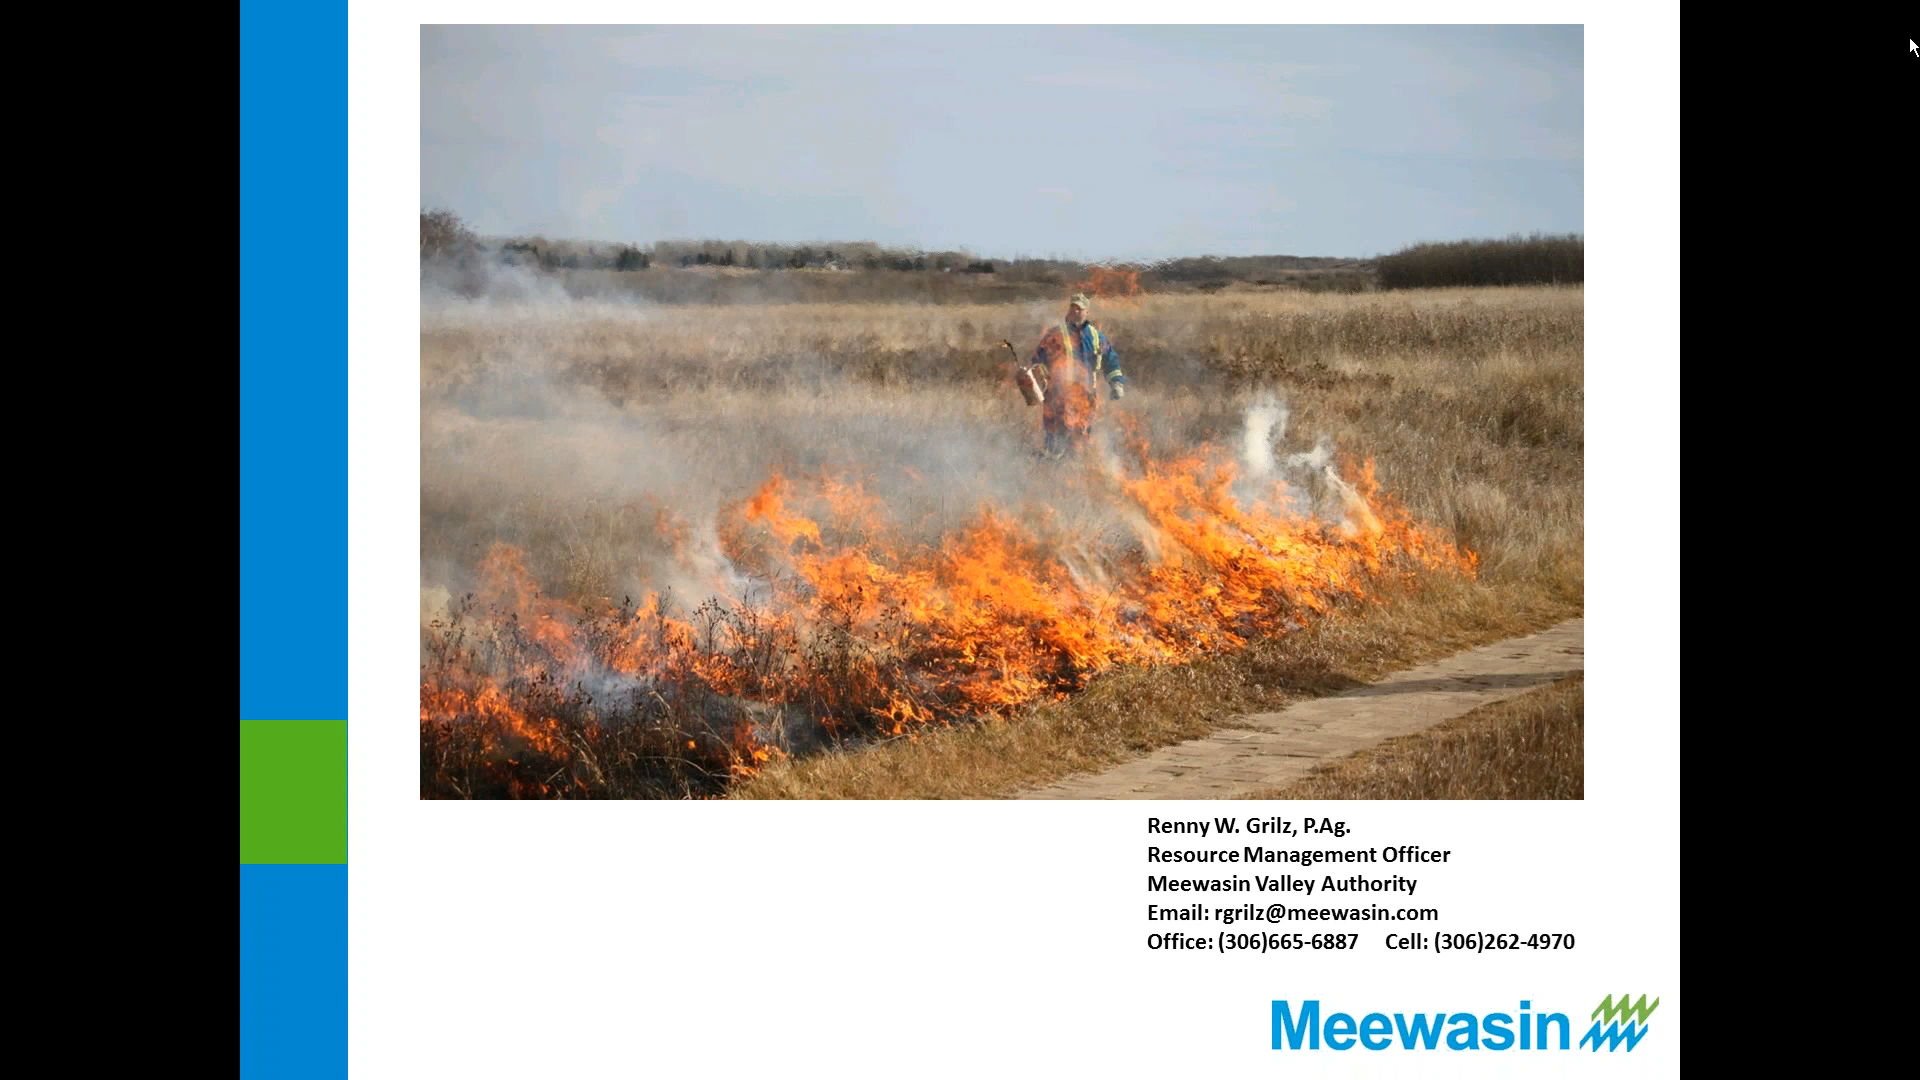 Renny W. Grilz, P.Ag.
Resource Management Officer
Meewasin Valley Authority
Email: rgrilz@meewasin.com
Office: (306)665-6887 Cell: (306)262-4970
Meewasin